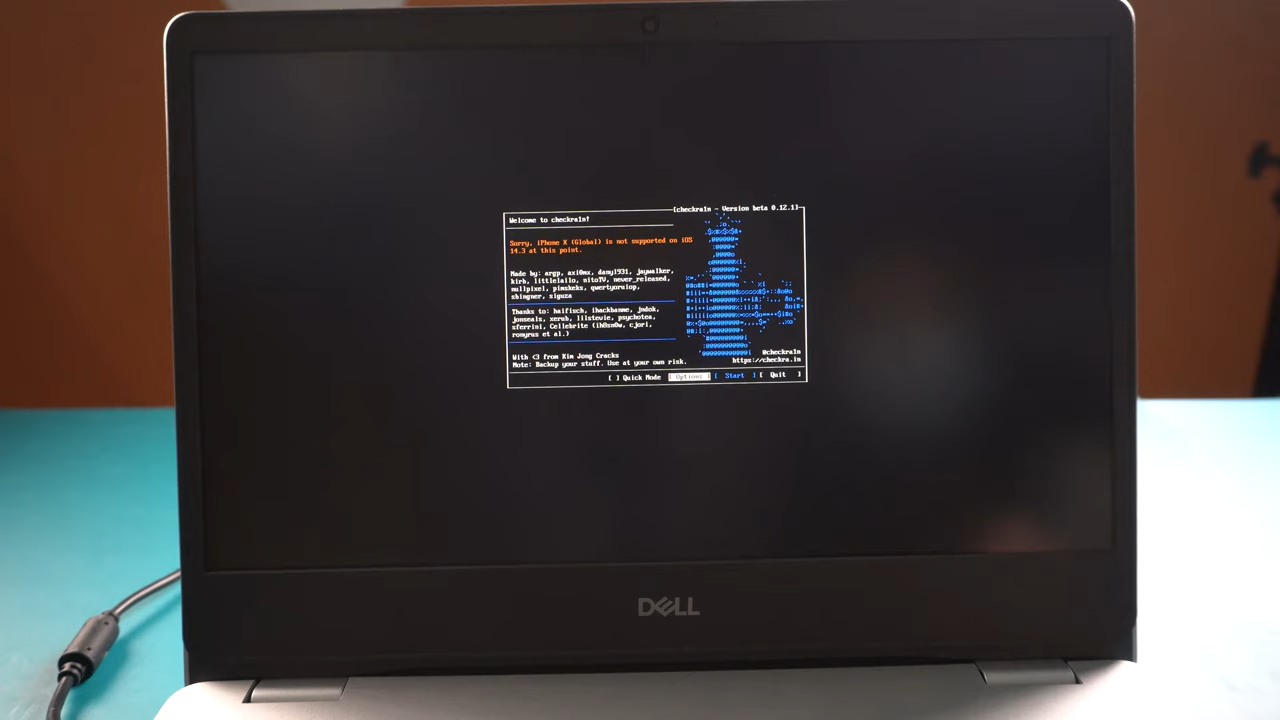 [checkra1n - Version beta 0.12.1]
Welcome to checkra1n!
Sorry, iPhone X (Global) is not supported on iOS
14.3 at this point.
Made by: argp, axi0mx, danyl931, jaywalker,
kirb, littlelailo, nitoTV, never_released,
nullpixel, pimskeks, qwertyoruiop,
sbingner, siguza
Thanks to: haifisch, ihackbanme, jndok,
jonseals, xerub, lilstevie, psychotea,
sferrini, Cellebrite (ih8sn0w, cjori,
ronyrus et al.)
With <3 from Kim Jong Cracks
Note: Backup your stuff. Use at your own risk.
@checkra1n
https://checkra.in
[ ] Quick Mode [ Options ] [ Start ] [ Quit ]
DELL